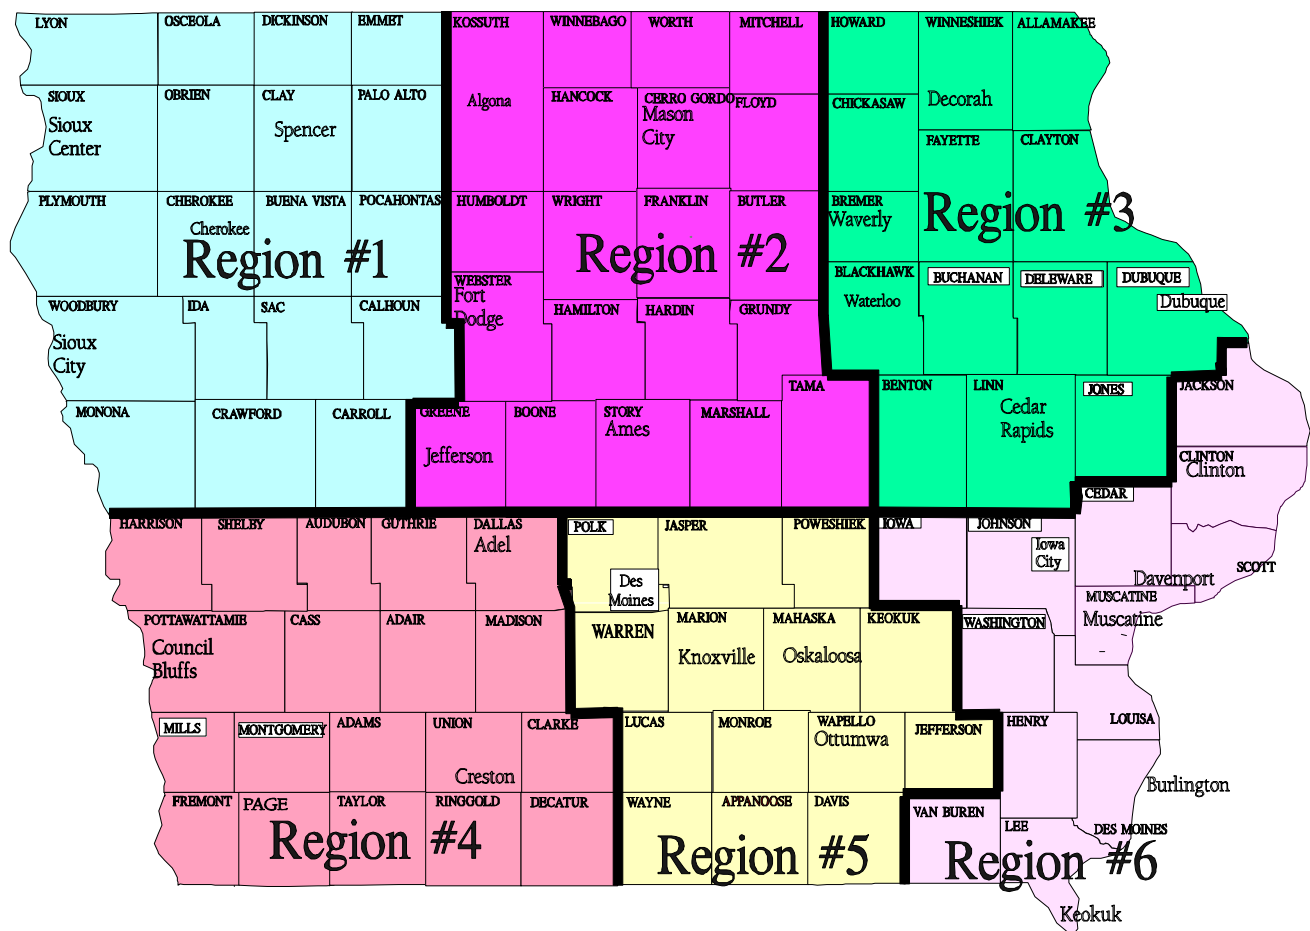 LYON
OSCEOLA
DICKINSON
EMMET
KOSSUTH
WINNEBAGO
WORTH
MITCHELL
HOWARD
WINNESHIEK
ALLAMAKEE
SIOUX
Sioux
Center
OBRIEN
CLAY
Spencer
PALO ALTO
Algona
HANCOCK
CERRO GORDO
Mason
City
FLOYD
CHICKASAW
Decorah
FAYETTE
CLAYTON
PLYMOUTH
CHEROKEE
Cherokee
BUENA VISTA
POCAHONTAS
HUMBOLDT
WRIGHT
FRANKLIN
BUTLER
BREMER
Waverly
Region #1
Region #2
Region #3
WEBSTER
Fort
Dodge
BLACKHAWK
Waterloo
BUCHANAN
DELEWARE
DUBUQUE
Dubuque
WOODBURY
Sioux
City
IDA
SAC
CALHOUN
HAMILTON
HARDIN
GRUNDY
TAMA
BENTON
LINN
Cedar
Rapids
JONES
JACKSON
MONONA
CRAWFORD
CARROLL
GREENE
Jefferson
BOONE
STORY
Ames
MARSHALL
CLINTON
Clinton
CEDAR
HARRISON
SHELBY
AUDUBON
GUTHRIE
DALLAS
Adel
POLK
Des
Moines
JASPER
POWESHIEK
IOWA
JOHNSON
Iowa
City
SCOTT
Davenport
MUSCATINE
Muscatine
POTTAWATTAMIE
Council
Bluffs
CASS
ADAIR
MADISON
WARREN
MARION
Knoxville
MAHASKA
Oskaloosa
KEOKUK
WASHINGTON
LOUISA
MILLS
MONTGOMERY
ADAMS
UNION
Creston
CLARKE
LUCAS
MONROE
WAPELLO
Ottumwa
JEFFERSON
HENRY
Burlington
FREMONT
PAGE
TAYLOR
RINGGOLD
DECATUR
WAYNE
APPANOOSE
DAVIS
VAN BUREN
LEE
DES MOINES
Region #4
Region #5
Region #6
Keokuk